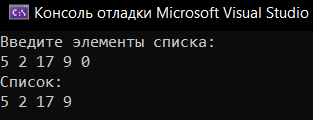 Консоль отладки Microsoft Visual Studio
Введите элементы списка:
5 2 17 9 0
Список:
5 2 17 9